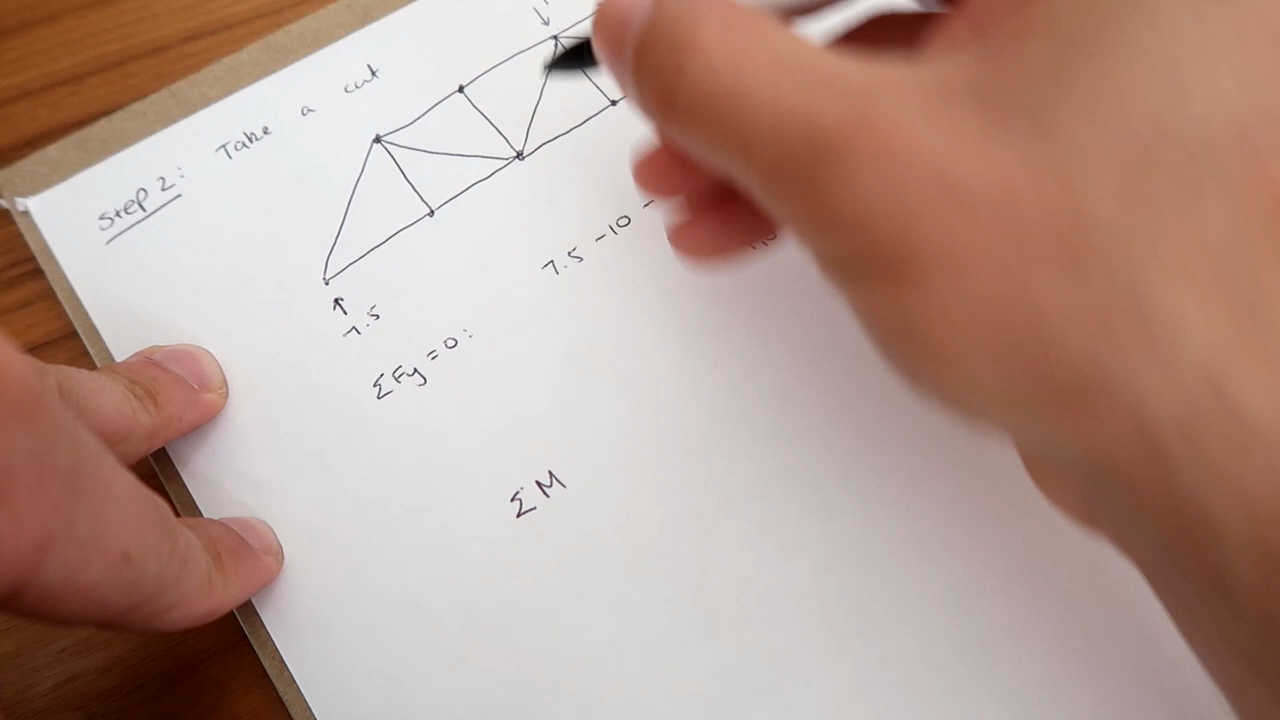 Step 2: Take a cut
↓
↑
7.5
ΣFy = 0: 7.5 - 10 -
ΣM